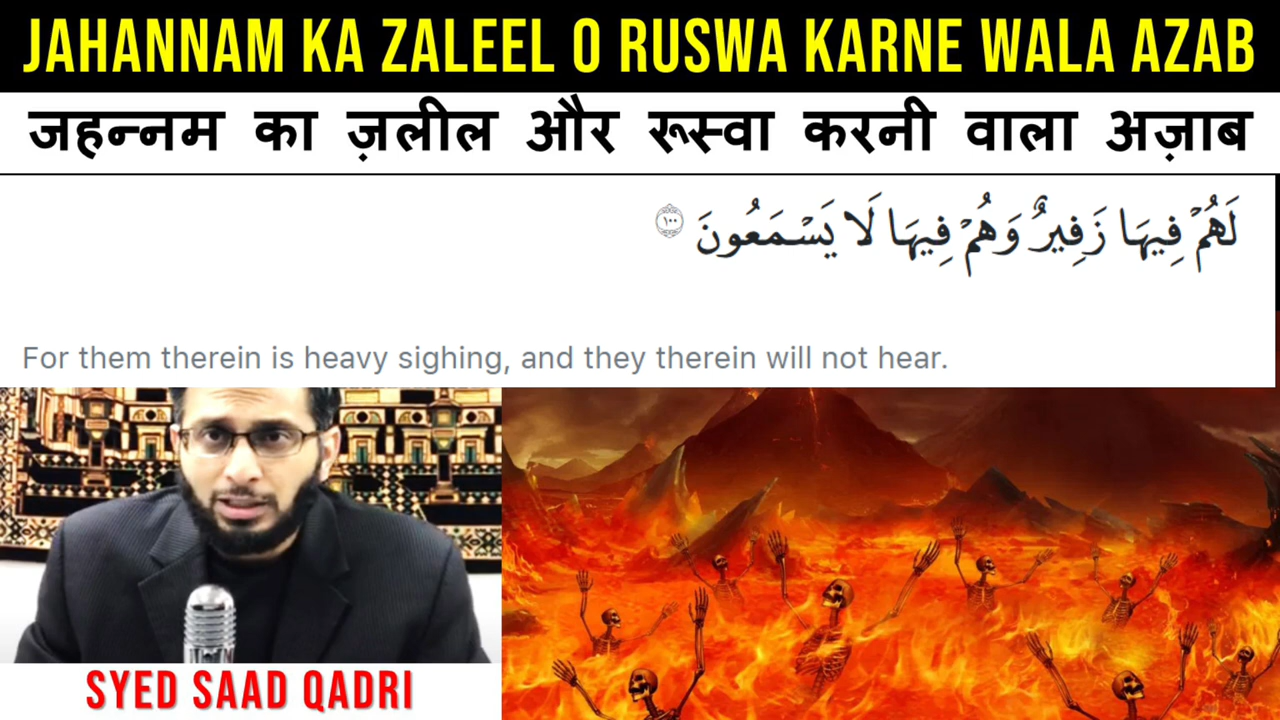 JAHANNAM KA ZALEEL O RUSWA KARNE WALA AZAB
जहन्नम का ज़लील और रूस्वा करनी वाला अज़ाब
لَهُمْ فِيهَا زَفِيرٌ وَهُمْ فِيهَا لَا يَسْمَعُونَ ١٠٠
For them therein is heavy sighing, and they therein will not hear.
SYED SAAD QADRI